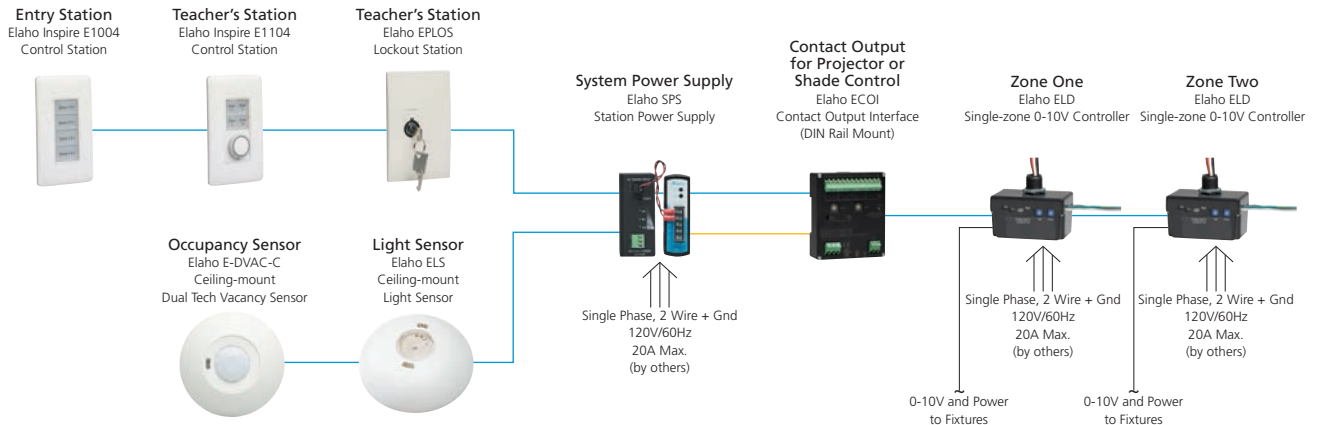 Entry Station
Elaho Inspire E1004
Control Station
Teacher's Station
Elaho Inspire E1104
Control Station
Teacher's Station
Elaho EPLOS
Lockout Station
System Power Supply
Elaho SPS
Station Power Supply
Contact Output
for Projector or
Shade Control
Elaho ECOI
Contact Output Interface
(DIN Rail Mount)
Zone One
Elaho ELD
Single-zone 0-10V Controller
Zone Two
Elaho ELD
Single-zone 0-10V Controller
Occupancy Sensor
Elaho E-DVAC-C
Ceiling-mount
Dual Tech Vacancy Sensor
Light Sensor
Elaho ELS
Ceiling-mount
Light Sensor
Single Phase, 2 Wire + Gnd
120V/60Hz
20A Max.
(by others)
Single Phase, 2 Wire + Gnd
120V/60Hz
20A Max.
(by others)
Single Phase, 2 Wire + Gnd
120V/60Hz
20A Max.
(by others)
~
0-10V and Power
to Fixtures
~
0-10V and Power
to Fixtures